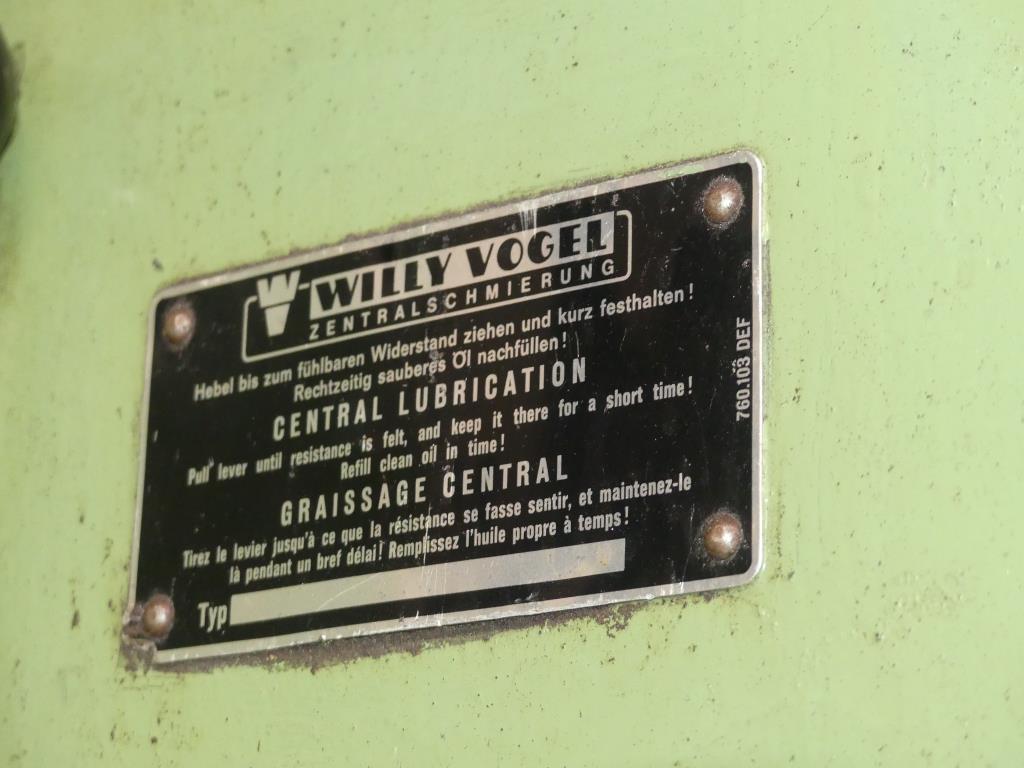 WILLY VOGEL
ZENTRALSCHMIERUNG
Hebel bis zum fühlbaren Widerstand ziehen und kurz festhalten!
Rechtzeitig sauberes Öl nachfüllen!
CENTRAL LUBRICATION
Pull lever until resistance is felt, and keep it there for a short time!
Refill clean oil in time!
GRAISSAGE CENTRAL
Tirez le levier jusqu'à ce que la résistance se fasse sentir, et maintenez-le
là pendant un bref délai! Remplissez l'huile propre à temps!
Typ
760.103 DEF